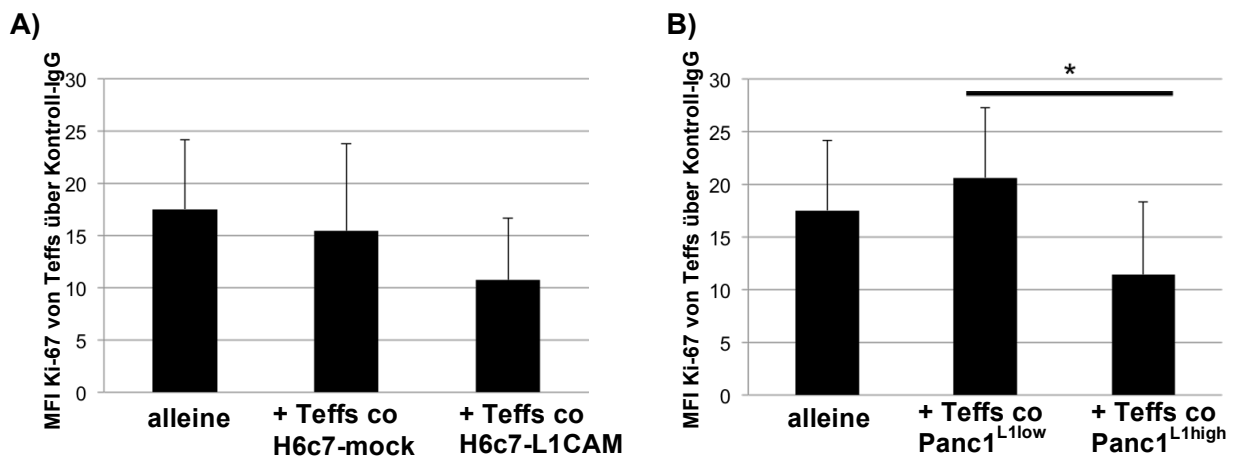 A)
MFI Ki-67 von Teffs über Kontroll-IgG
30
25
20
15
10
5
0
alleine
+ Teffs co
H6c7-mock
+ Teffs co
H6c7-L1CAM
B)
MFI Ki-67 von Teffs über Kontroll-IgG
30
25
20
15
10
5
0
*
alleine
+ Teffs co
Panc1L1low
+ Teffs co
Panc1L1high